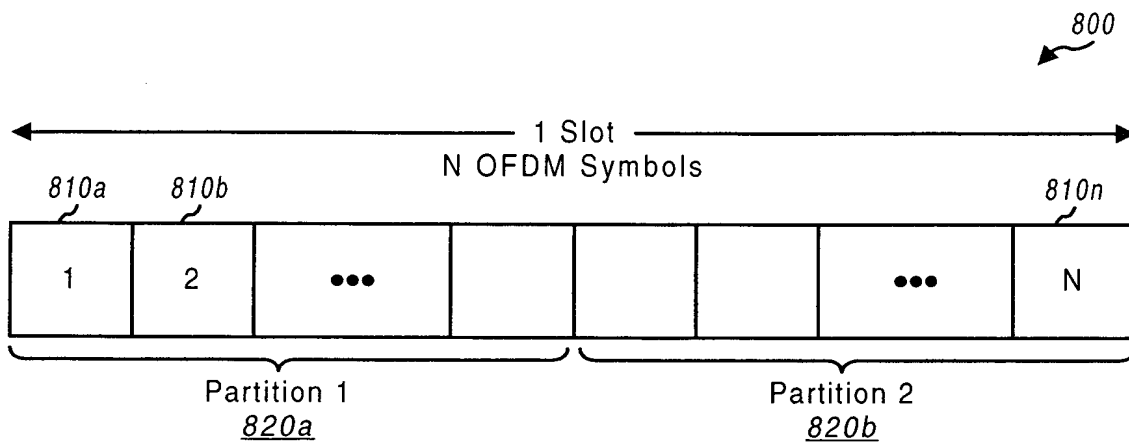 800
1 Slot
N OFDM Symbols
810a 810b 810n
1 2 ••• ••• N
Partition 1 Partition 2
820a 820b